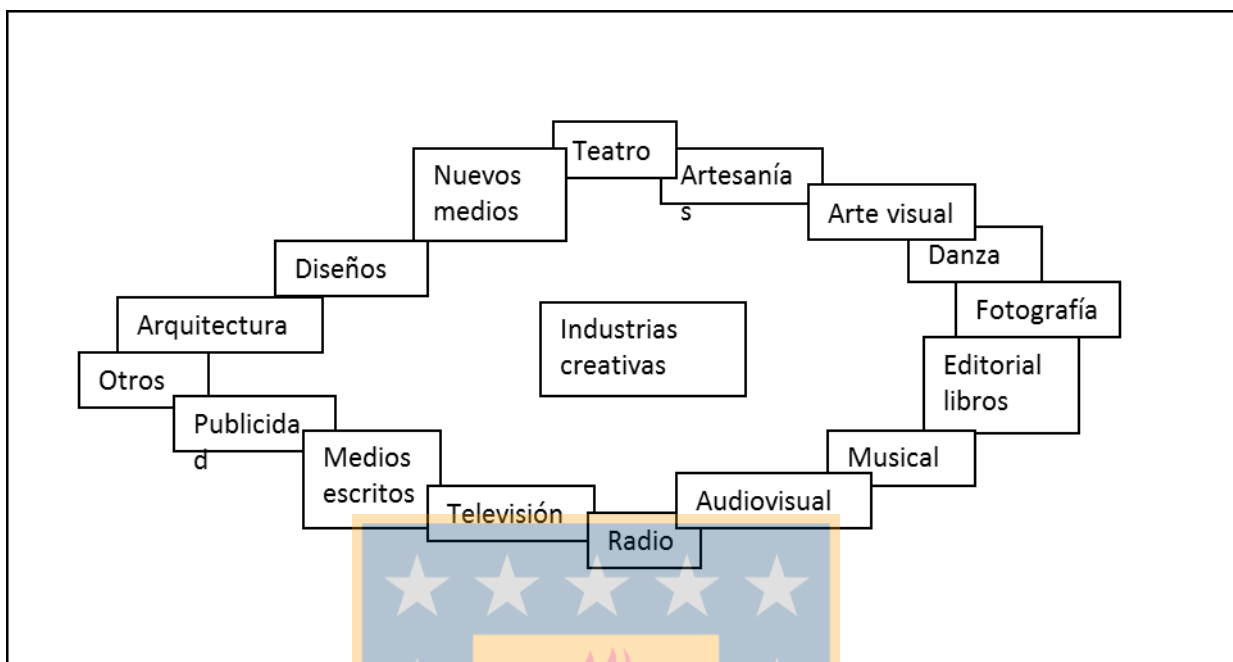 Teatro
Nuevos
medios
Artesanía
s
Arte visual
Danza
Diseños
Fotografía
Arquitectura
Industrias
creativas
Editorial
libros
Otros
Publicida
d
Medios
escritos
Musical
Audiovisual
Televisión
Radio